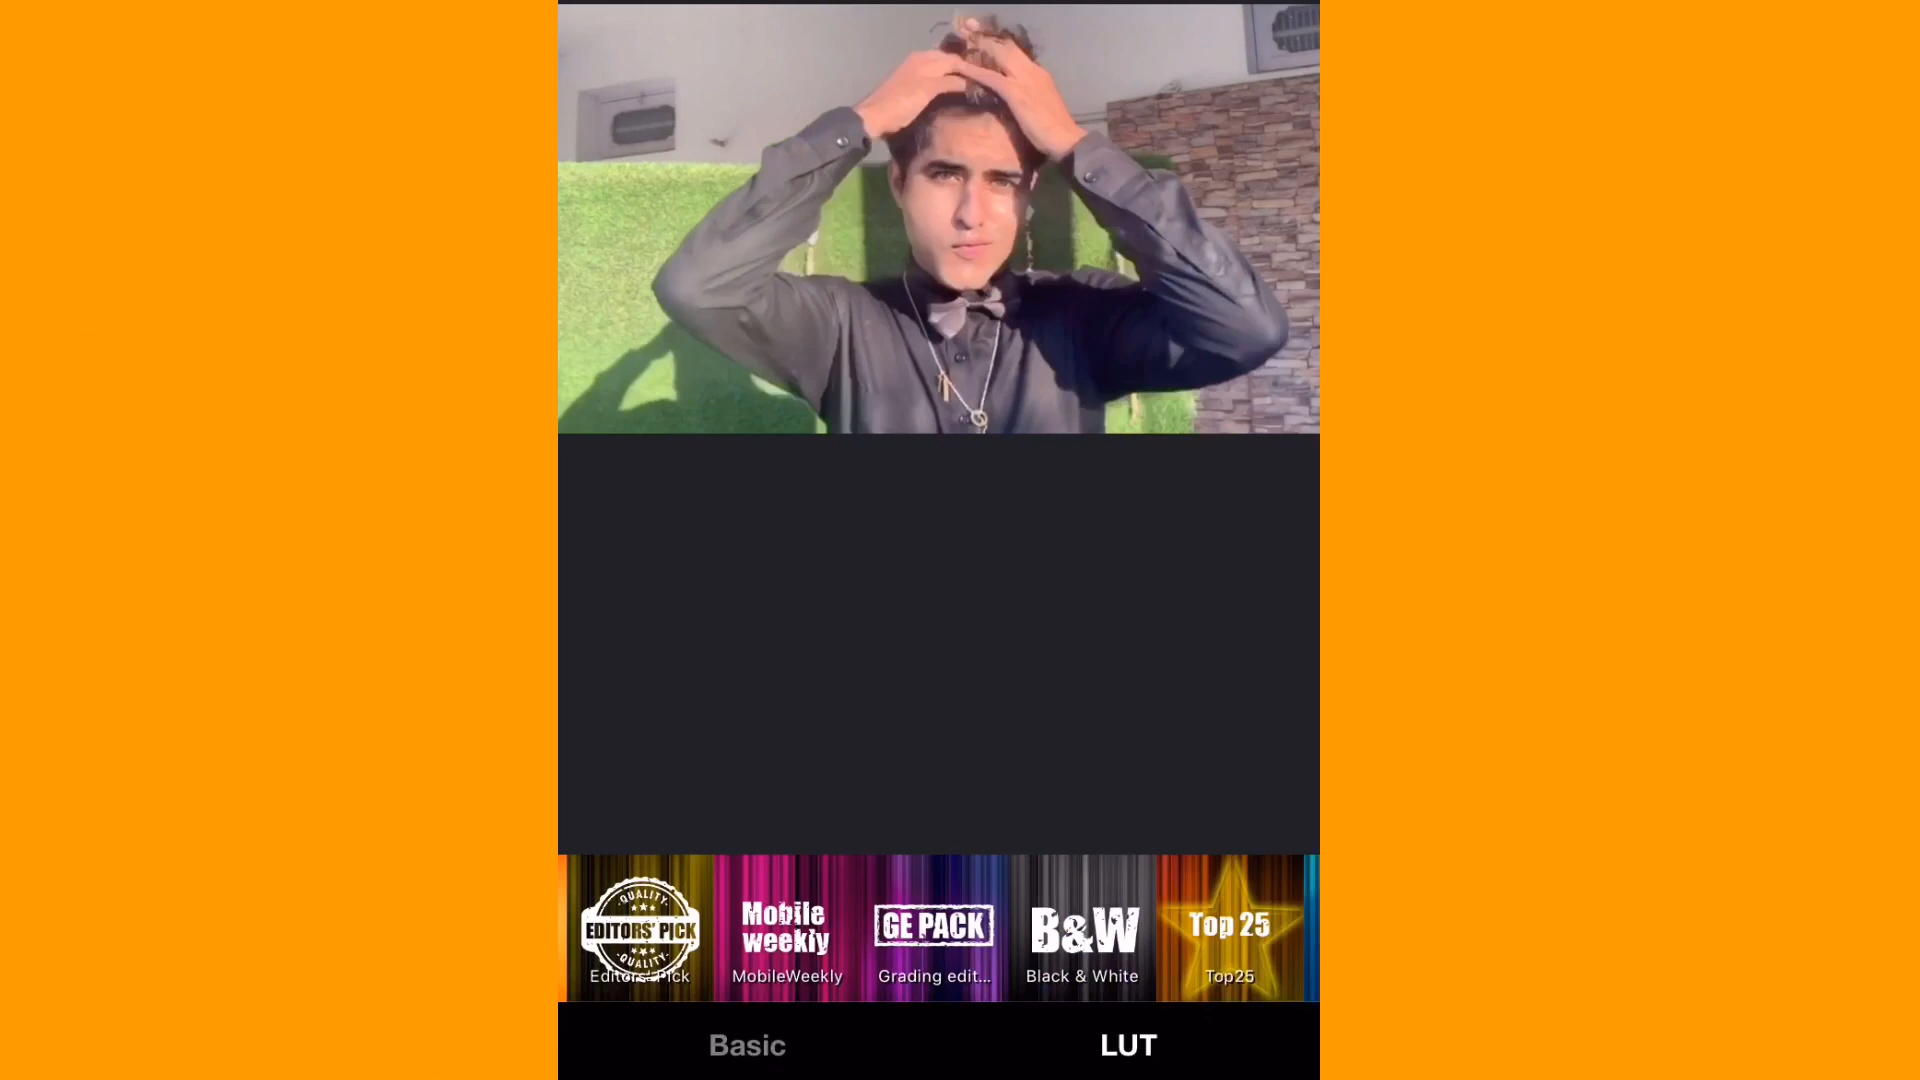 QUALITY
EDITORS' PICK
QUALITY
Editors' Pick
Mobile
weekly
MobileWeekly
GE PACK
Grading edit...
B&W
Black & White
Top 25
Top25
Basic
LUT